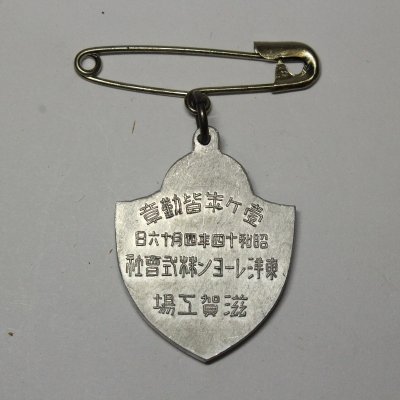 壹ヶ年皆勤章
昭和十四年四月十六日
東洋レーヨン株式會社
滋賀工場